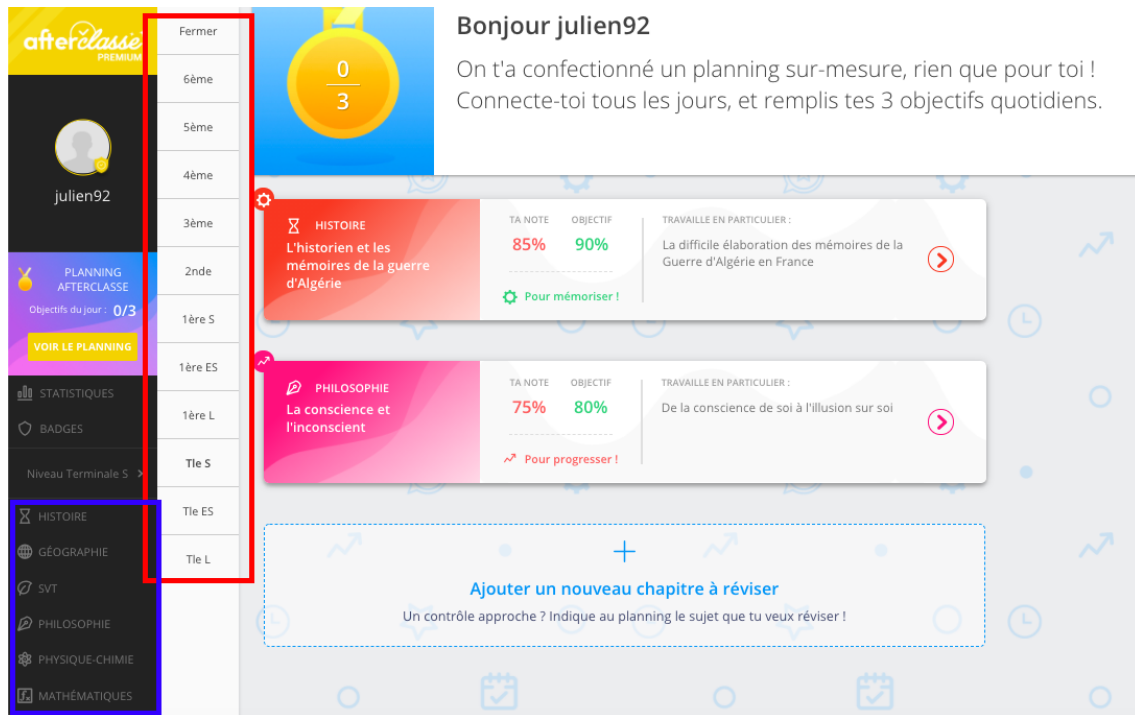 afterclasse
PREMIUM
julien92
PLANNING
AFTERCLASSE
Objectifs du jour : 0/3
VOIR LE PLANNING
STATISTIQUES
BADGES
Niveau Terminale S
HISTOIRE
GÉOGRAPHIE
SVT
PHILOSOPHIE
PHYSIQUE-CHIMIE
MATHÉMATIQUES
Fermer
6ème
5ème
4ème
3ème
2nde
1ère S
1ère ES
1ère L
Tle S
Tle ES
Tle L
0
3
Bonjour julien92
On t'a confectionné un planning sur-mesure, rien que pour toi !
Connecte-toi tous les jours, et remplis tes 3 objectifs quotidiens.
HISTOIRE
L'historien et les
mémoires de la guerre
d'Algérie
TA NOTE OBJECTIF
85% 90%
Pour mémoriser !
TRAVAILLE EN PARTICULIER :
La difficile élaboration des mémoires de la
Guerre d'Algérie en France
PHILOSOPHIE
La conscience et
l'inconscient
TA NOTE OBJECTIF
75% 80%
Pour progresser !
TRAVAILLE EN PARTICULIER :
De la conscience de soi à l'illusion sur soi
Ajouter un nouveau chapitre à réviser
Un contrôle approche ? Indique au planning le sujet que tu veux réviser !